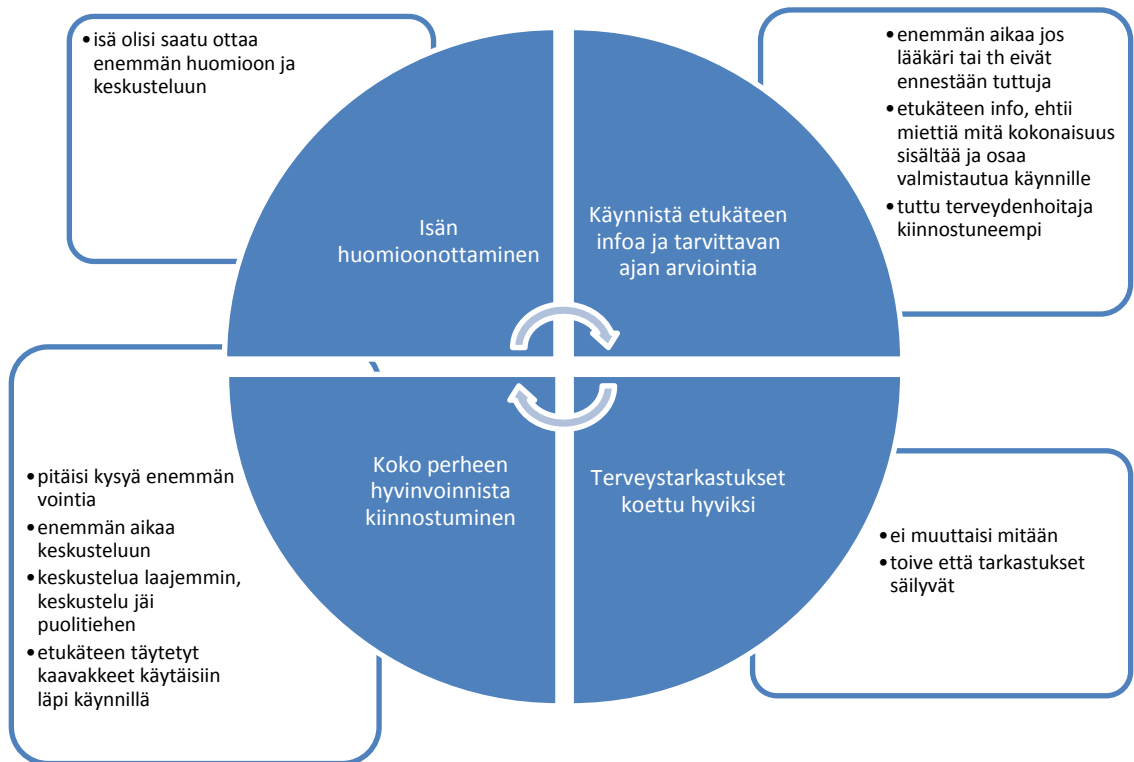 •isä olisi saatu ottaa
enemmän huomioon ja
keskusteluun
•enemmän aikaa jos
lääkäri tai th eivät
ennestään tuttuja
•etukäteen info, ehtii
miettiä mitä kokonaisuus
sisältää ja osaa
valmistautua käynnille
•tuttu terveydenhoitaja
kiinnostuneempi
Isän
huomioonottaminen
Käynnistä etukäteen
infoa ja tarvittavan
ajan arviointia
Koko perheen
hyvinvoinnista
kiinnostuminen
Terveystarkastukset
koettu hyviksi
•pitäisi kysyä enemmän
vointia
•enemmän aikaa
keskusteluun
•keskustelua laajemmin,
keskustelu jäi
puolitiehen
•etukäteen täytetyt
kaavakkeet käytäisiin
läpi käynnillä
•ei muuttaisi mitään
•toive että tarkastukset
säilyvät